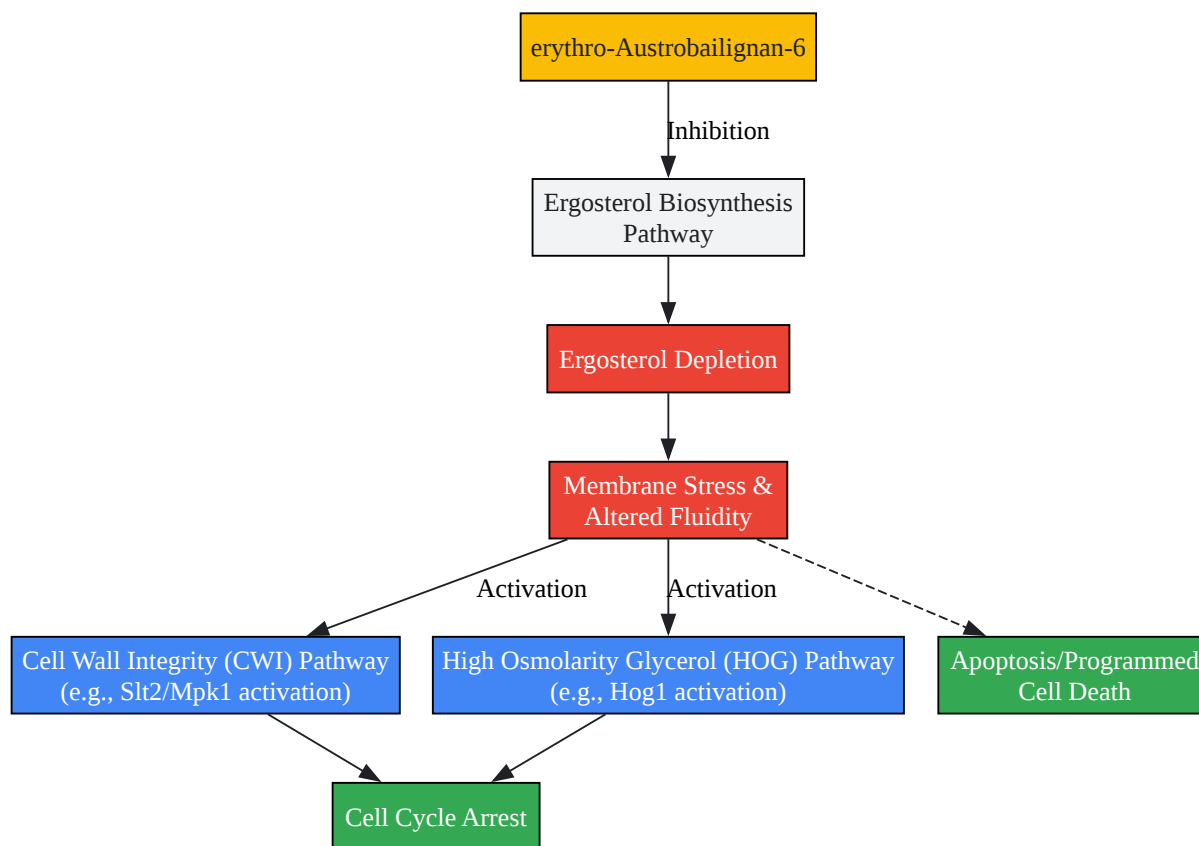 erythro-Austrobailignan-6
Inhibition
Ergosterol Biosynthesis
Pathway
Ergosterol Depletion
Membrane Stress &
Altered Fluidity
Activation
Activation
Cell Wall Integrity (CWI) Pathway
(e.g., Slt2/Mpk1 activation)
High Osmolarity Glycerol (HOG) Pathway
(e.g., Hog1 activation)
Apoptosis/Programmed
Cell Death
Cell Cycle Arrest